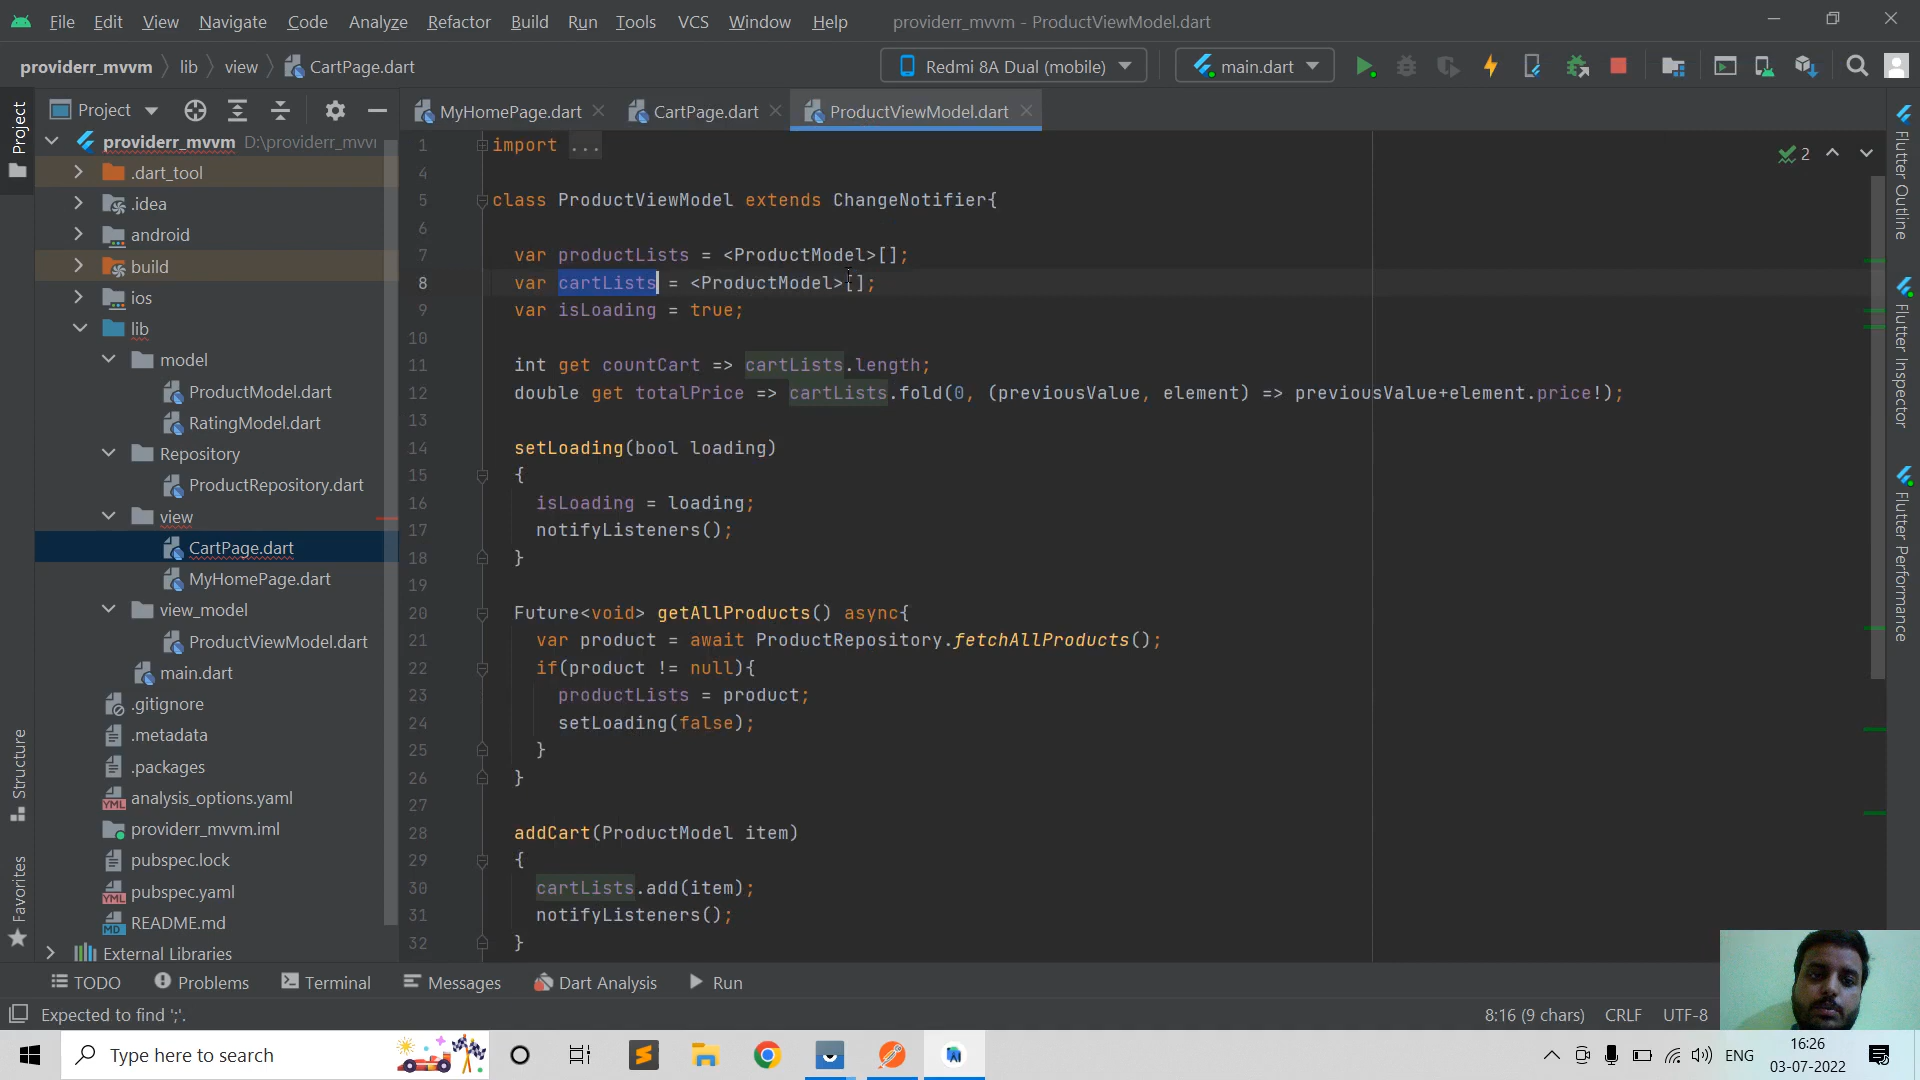 File Edit View Navigate Code Analyze Refactor Build Run Tools VCS Window Help providerr_mvvm - ProductViewModel.dart
providerr_mvvm lib view CartPage.dart Redmi 8A Dual (mobile) main.dart
Project
MyHomePage.dart CartPage.dart ProductViewModel.dart
Project
providerr_mvvm D:\providerr_mvvm
.dart_tool
.idea
android
build
ios
lib
model
ProductModel.dart
RatingModel.dart
Repository
ProductRepository.dart
view
CartPage.dart
MyHomePage.dart
view_model
ProductViewModel.dart
main.dart
.gitignore
.metadata
.packages
analysis_options.yaml
providerr_mvvm.iml
pubspec.lock
pubspec.yaml
README.md
External Libraries
Structure
Favorites
1 import ...
4
5 class ProductViewModel extends ChangeNotifier{
6
7 var productLists = <ProductModel>[];
8 var cartLists = <ProductModel>[];
9 var isLoading = true;
10
11 int get countCart => cartLists.length;
12 double get totalPrice => cartLists.fold(0, (previousValue, element) => previousValue+element.price!);
13
14 setLoading(bool loading)
15 {
16 isLoading = loading;
17 notifyListeners();
18 }
19
20 Future<void> getAllProducts() async{
21 var product = await ProductRepository.fetchAllProducts();
22 if(product != null){
23 productLists = product;
24 setLoading(false);
25 }
26 }
27
28 addCart(ProductModel item)
29 {
30 cartLists.add(item);
31 notifyListeners();
32 }
2
Flutter Outline
Flutter Inspector
Flutter Performance
TODO Problems Terminal Messages Dart Analysis Run
Expected to find ';'. 8:16 (9 chars) CRLF UTF-8
Type here to search
ENG
16:26
03-07-2022